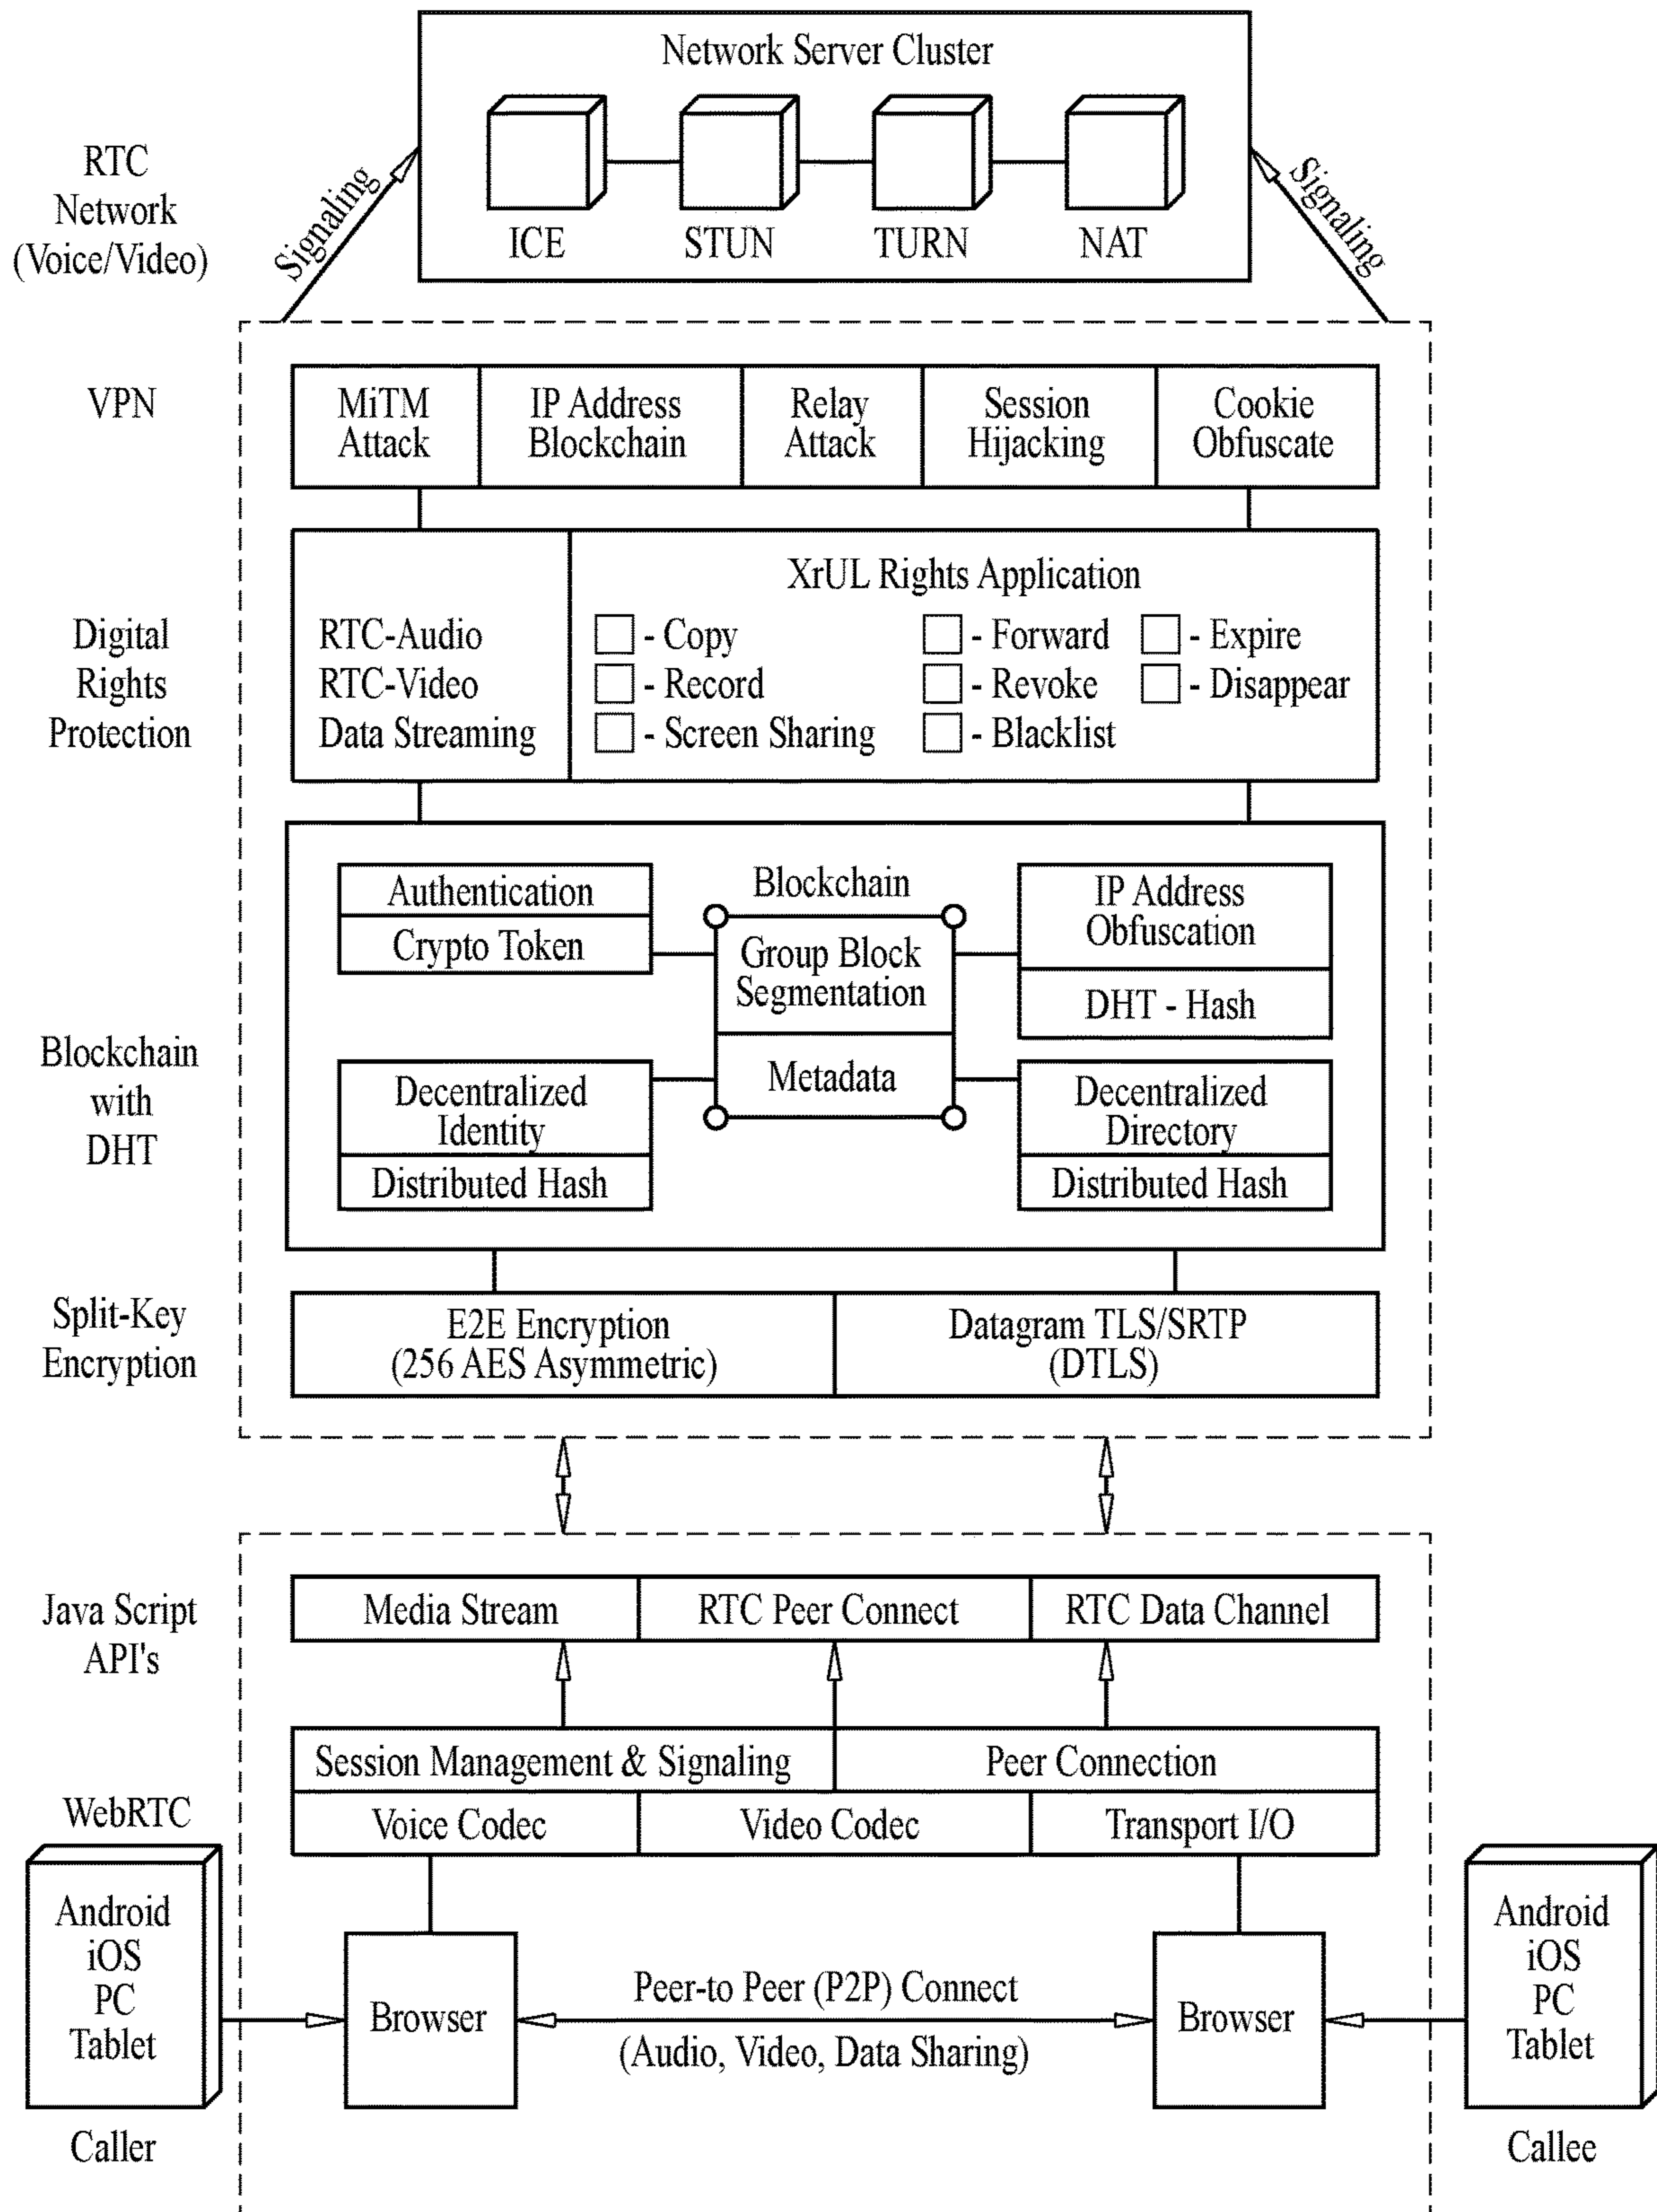 Network Server Cluster
RTC
Network
(Voice/Video)
Signaling
Signaling
ICE
STUN
TURN
NAT
VPN
MiTM
Attack
IP Address
Blockchain
Relay
Attack
Session
Hijacking
Cookie
Obfuscate
Digital
Rights
Protection
RTC-Audio
RTC-Video
Data Streaming
XrUL Rights Application
- Copy
- Record
- Screen Sharing
- Forward
- Revoke
- Blacklist
- Expire
- Disappear
Blockchain
with
DHT
Authentication
Crypto Token
Blockchain
Group Block
Segmentation
Metadata
IP Address
Obfuscation
DHT - Hash
Decentralized
Identity
Distributed Hash
Decentralized
Directory
Distributed Hash
Split-Key
Encryption
E2E Encryption
(256 AES Asymmetric)
Datagram TLS/SRTP
(DTLS)
Java Script
API's
Media Stream
RTC Peer Connect
RTC Data Channel
WebRTC
Session Management & Signaling
Peer Connection
Voice Codec
Video Codec
Transport I/O
Android
iOS
PC
Tablet
Caller
Browser
Peer-to Peer (P2P) Connect
(Audio, Video, Data Sharing)
Browser
Android
iOS
PC
Tablet
Callee